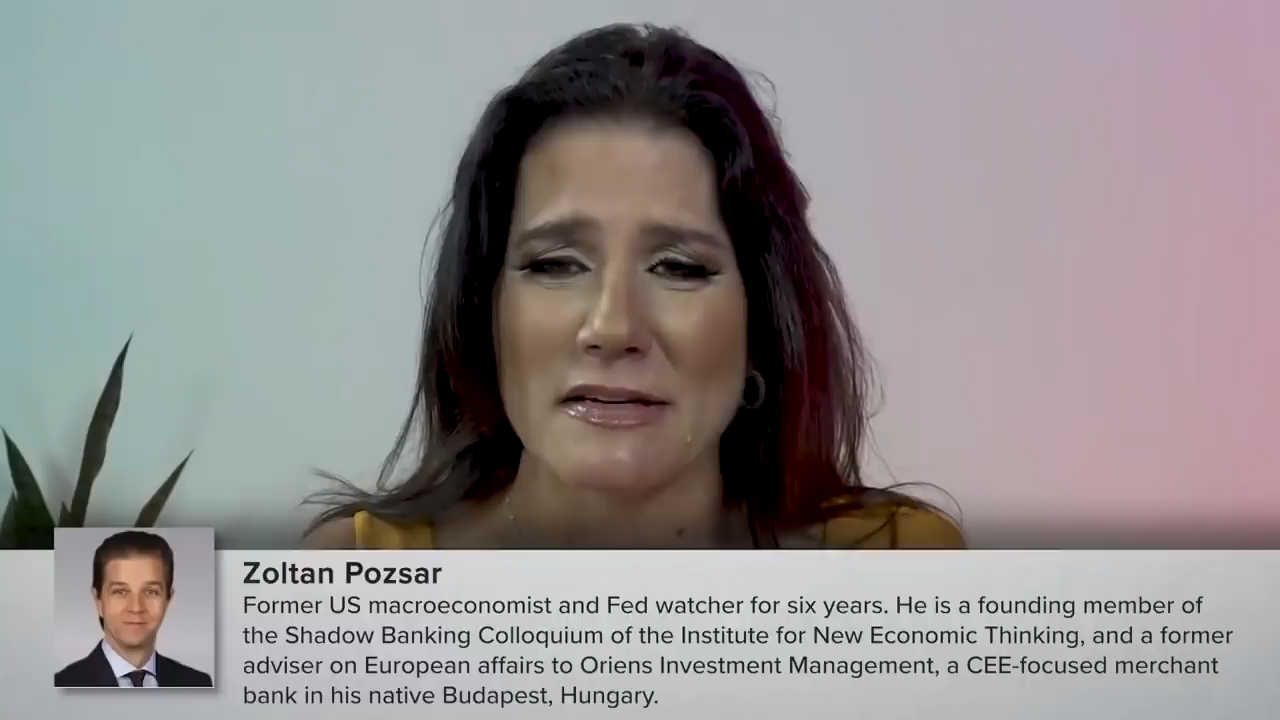 Zoltan Pozsar
Former US macroeconomist and Fed watcher for six years. He is a founding member of
the Shadow Banking Colloquium of the Institute for New Economic Thinking, and a former
adviser on European affairs to Oriens Investment Management, a CEE-focused merchant
bank in his native Budapest, Hungary.